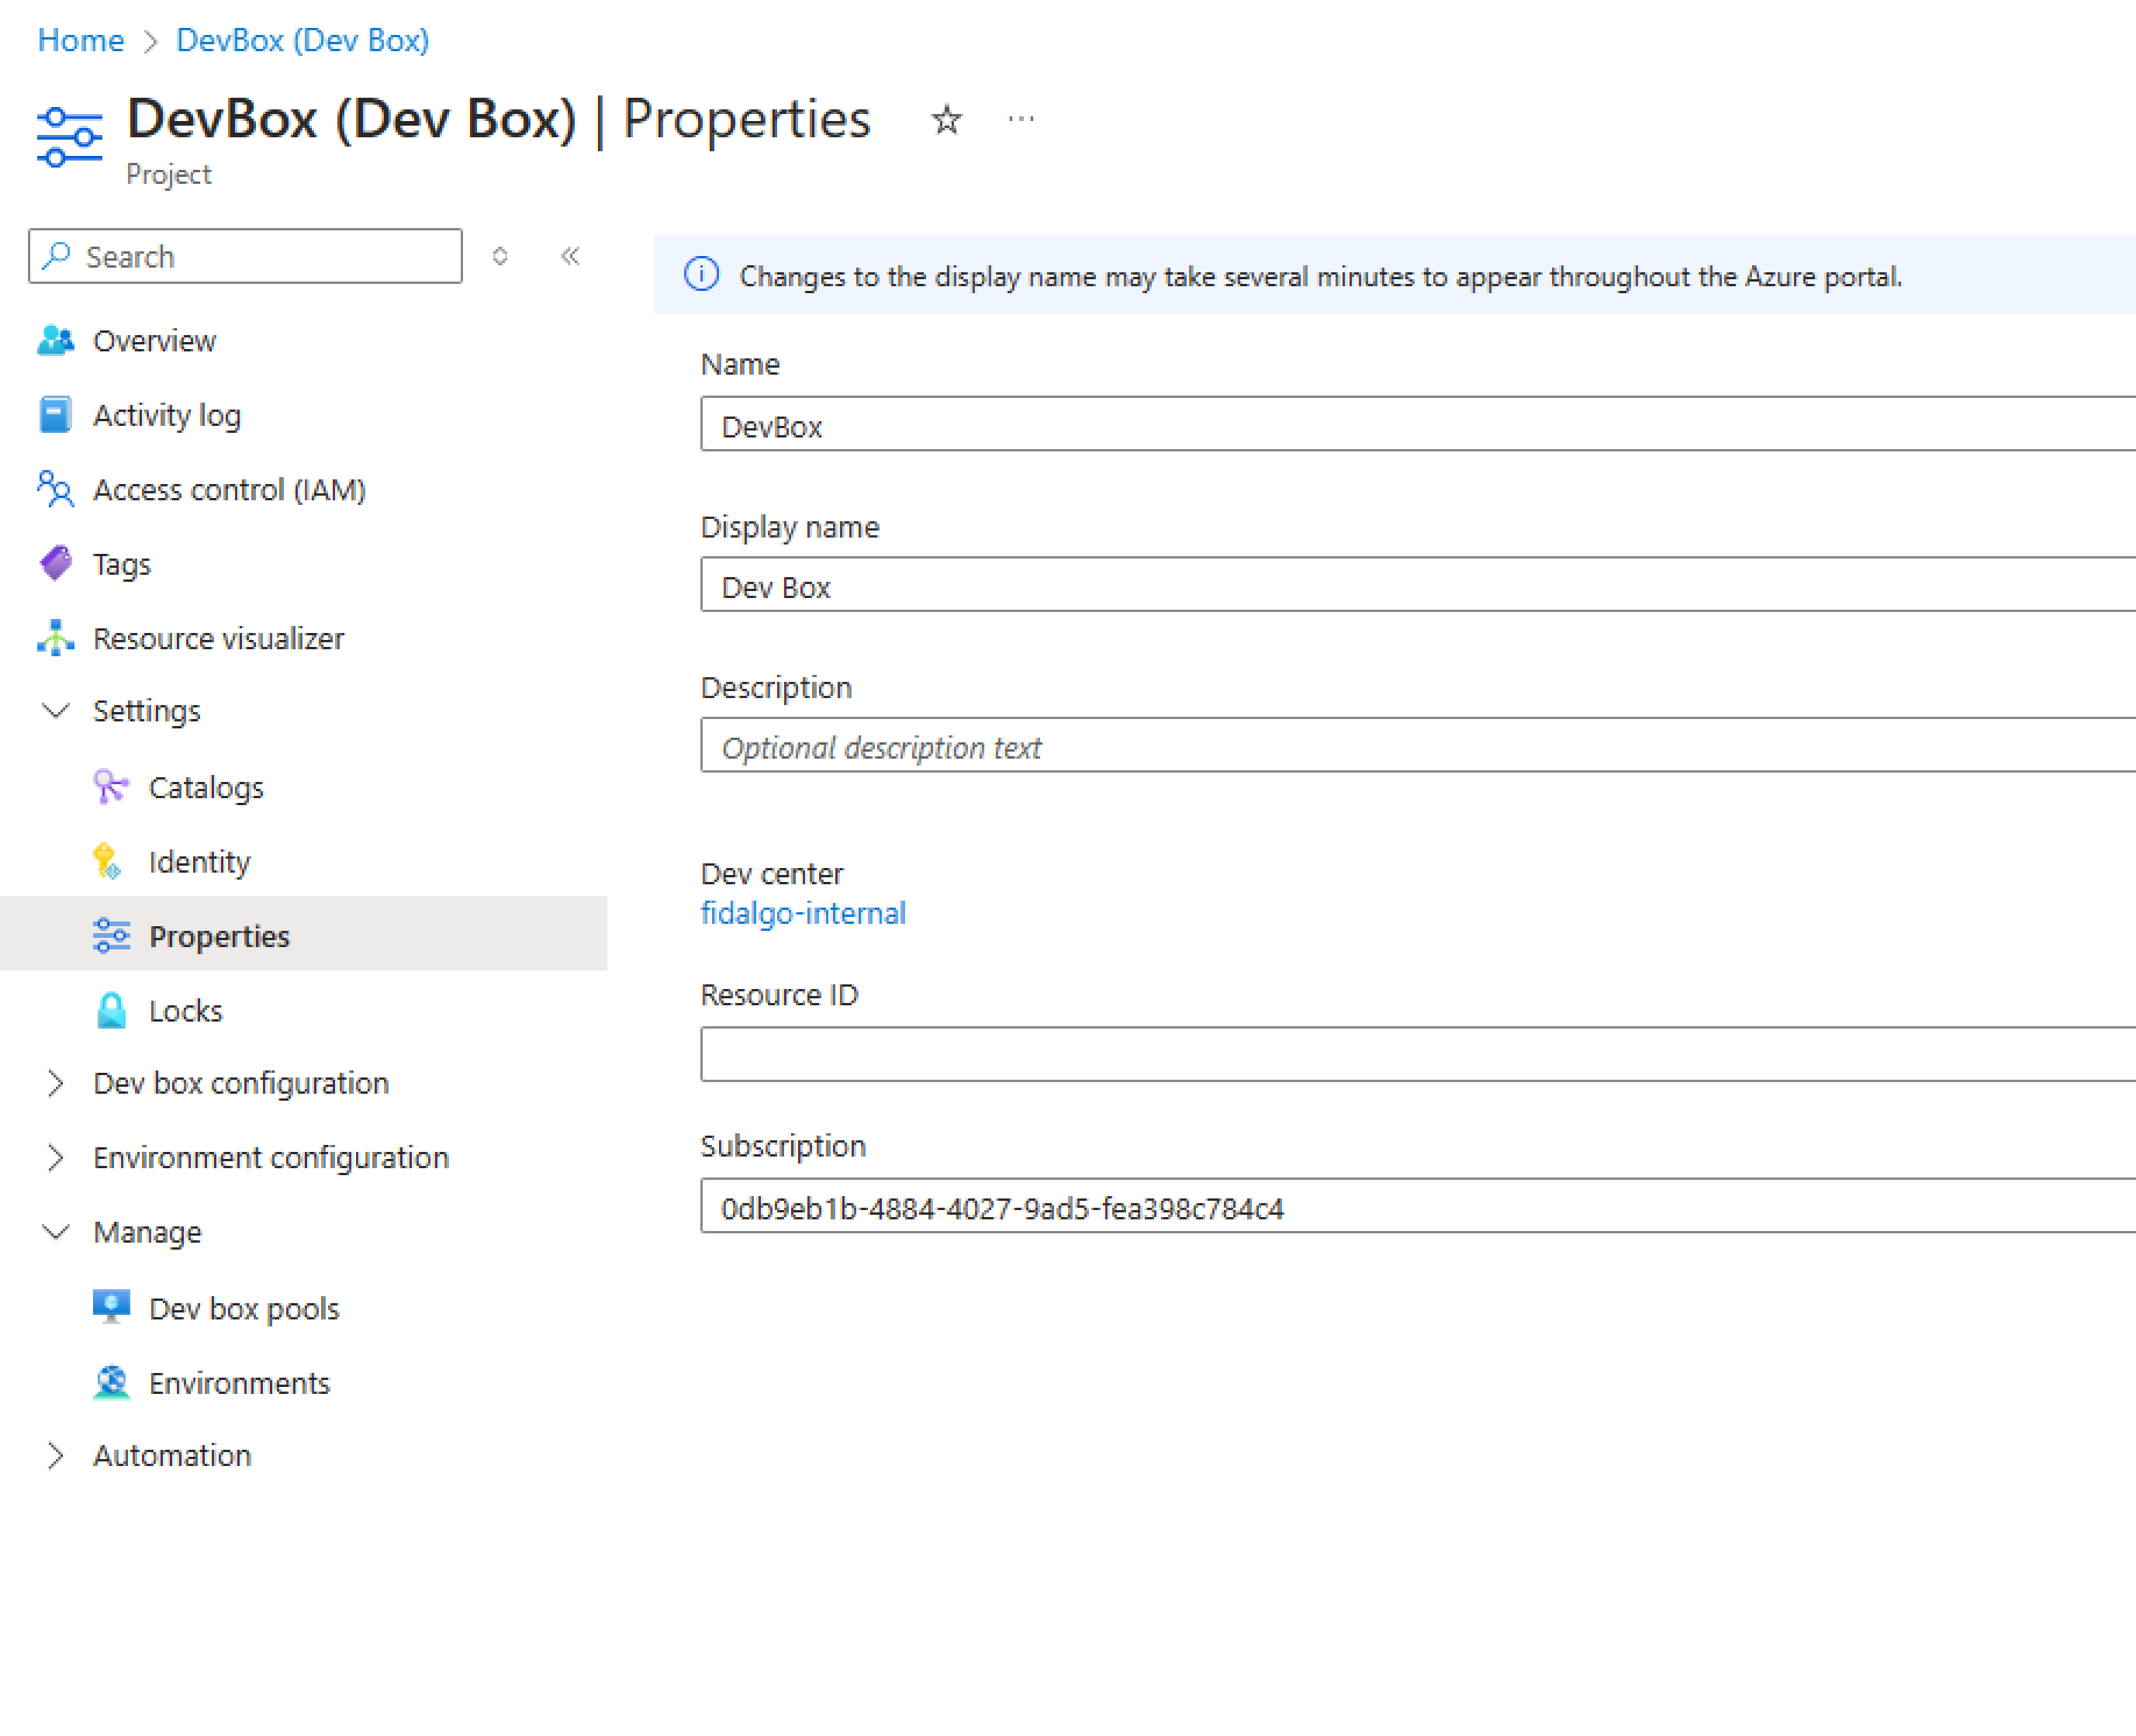 Home > DevBox (Dev Box)
DevBox (Dev Box) | Properties
Project
Search
Overview
Activity log
Access control (IAM)
Tags
Resource visualizer
Settings
Catalogs
Identity
Properties
Locks
Dev box configuration
Environment configuration
Manage
Dev box pools
Environments
Automation
Changes to the display name may take several minutes to appear throughout the Azure portal.
Name
DevBox
Display name
Dev Box
Description
Optional description text
Dev center
fidalgo-internal
Resource ID
Subscription
0db9eb1b-4884-4027-9ad5-fea398c784c4